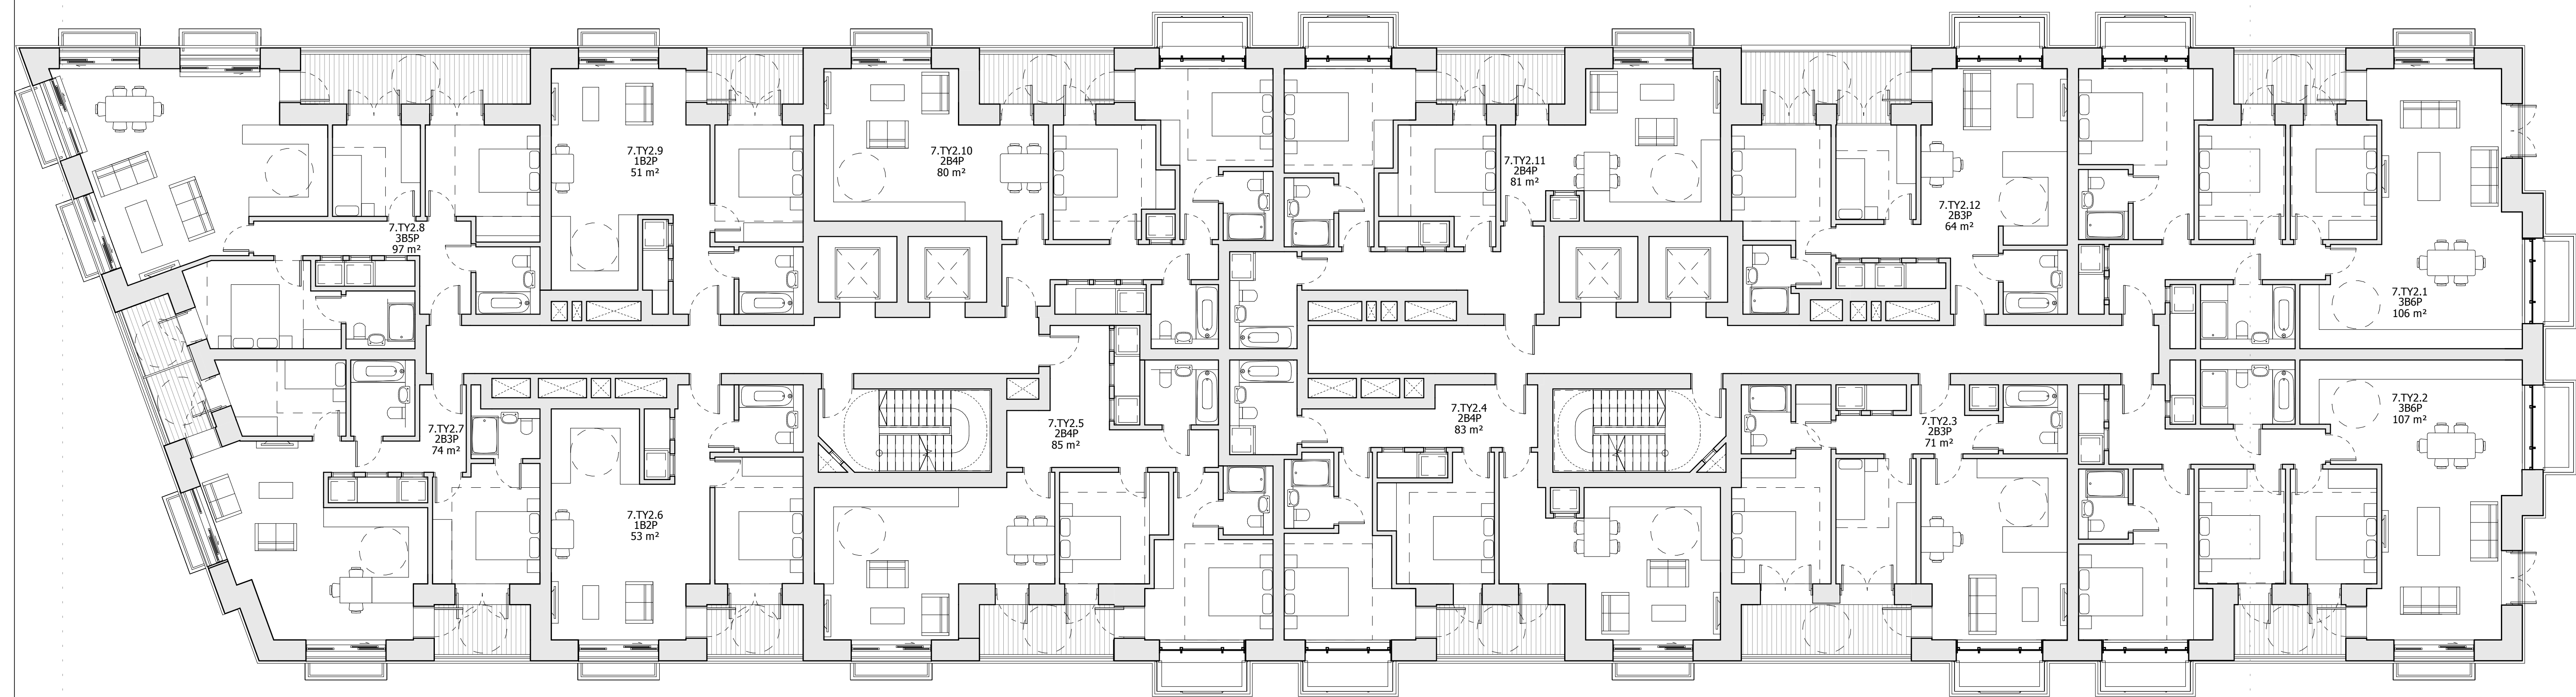 7.TY2.9
1B2P
51 m²
7.TY2.10
2B4P
80 m²
7.TY2.11
2B4P
81 m²
7.TY2.12
2B3P
64 m²
7.TY2.8
3B5P
97 m²
7.TY2.1
3B6P
106 m²
7.TY2.7
2B3P
74 m²
7.TY2.5
2B4P
85 m²
7.TY2.4
2B4P
83 m²
7.TY2.3
2B3P
71 m²
7.TY2.2
3B6P
107 m²
7.TY2.6
1B2P
53 m²